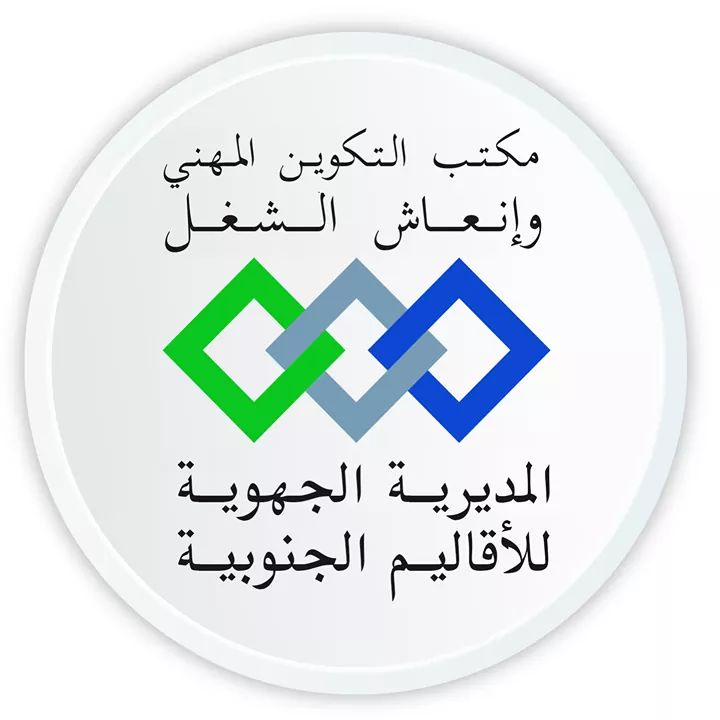 مكتب التكوين المهني
وإنعاش الشغل
المديرية الجهوية
للأقاليم الجنوبية